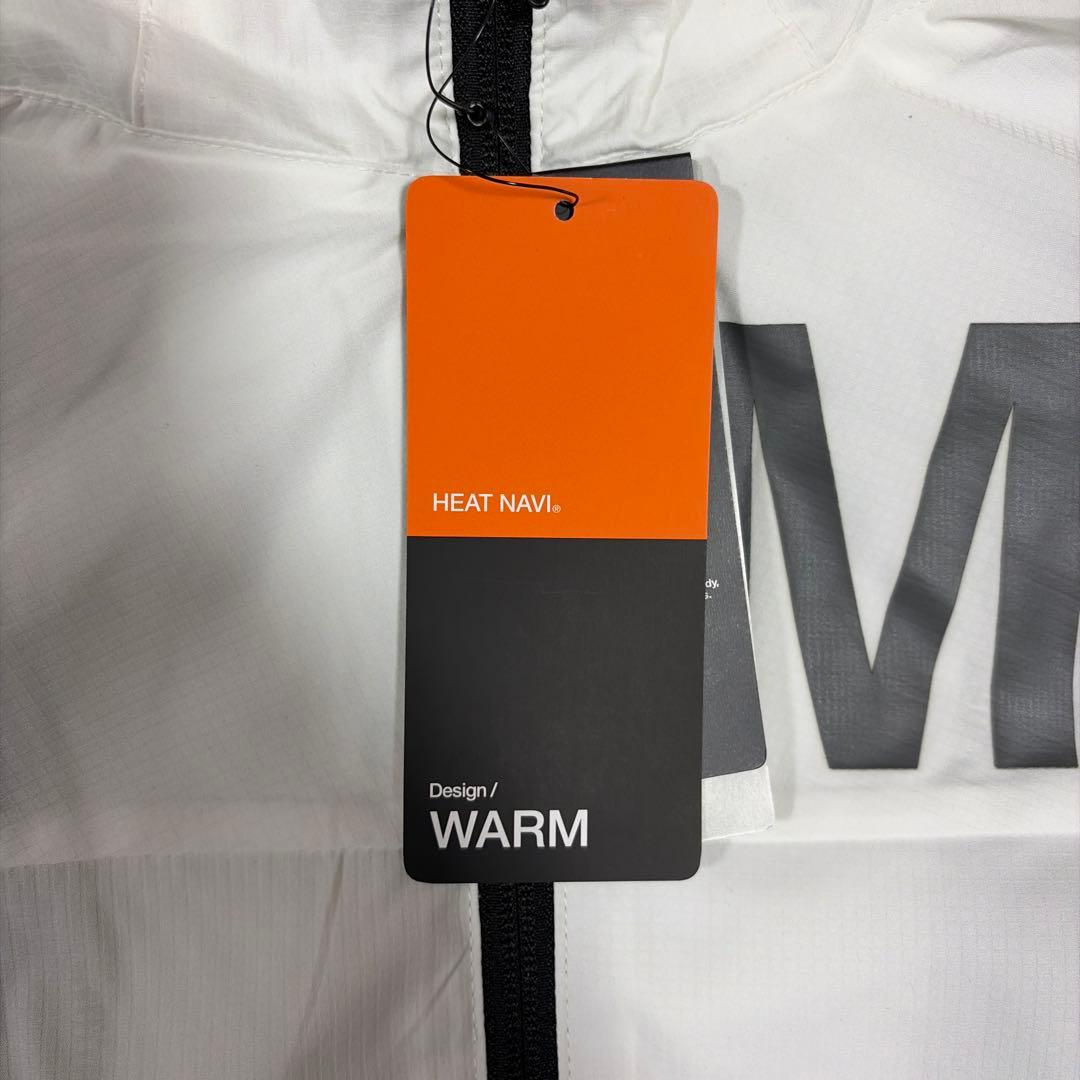 HEAT NAVI®
Design /
WARM
M